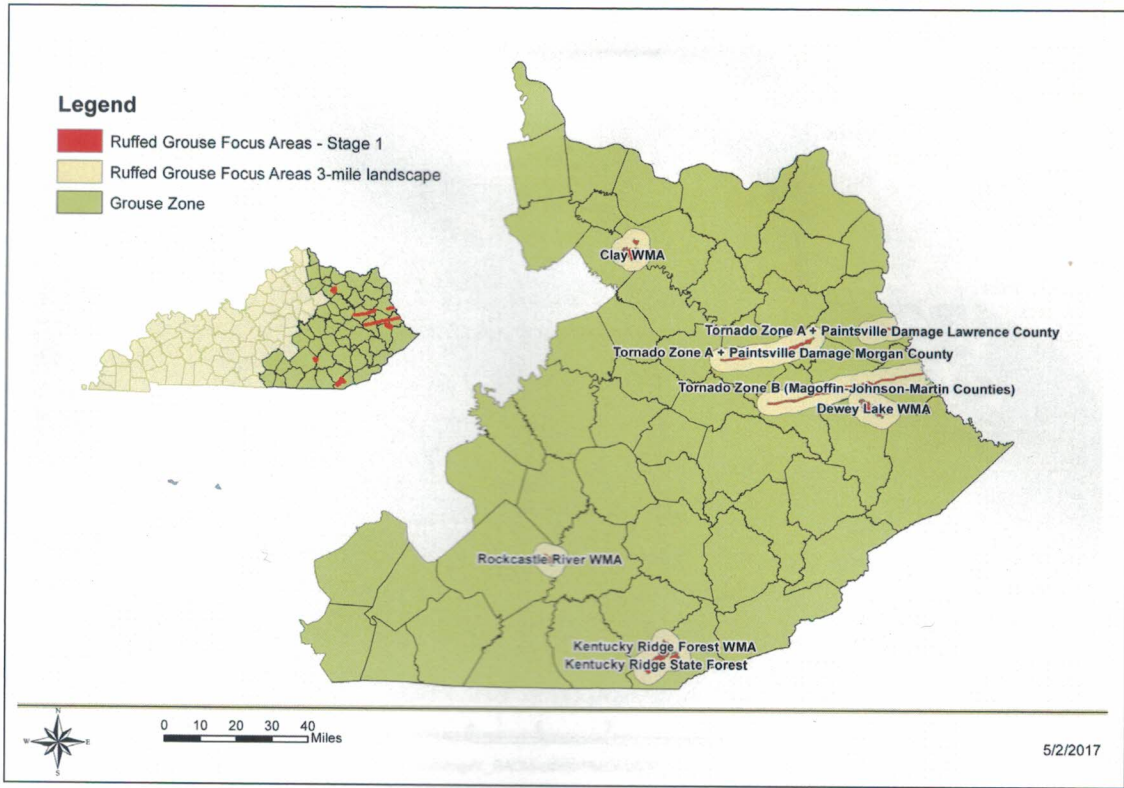 Legend
Ruffed Grouse Focus Areas - Stage 1
Ruffed Grouse Focus Areas 3-mile landscape
Grouse Zone
Clay WMA
Tornado Zone A + Paintsville Damage Lawrence County
Tornado Zone A + Paintsville Damage Morgan County
Tornado Zone B (Magoffin-Johnson-Martin Counties)
Dewey Lake WMA
Rockcastle River WMA
Kentucky Ridge Forest WMA
Kentucky Ridge State Forest
N
W E
S
0 10 20 30 40
Miles
5/2/2017